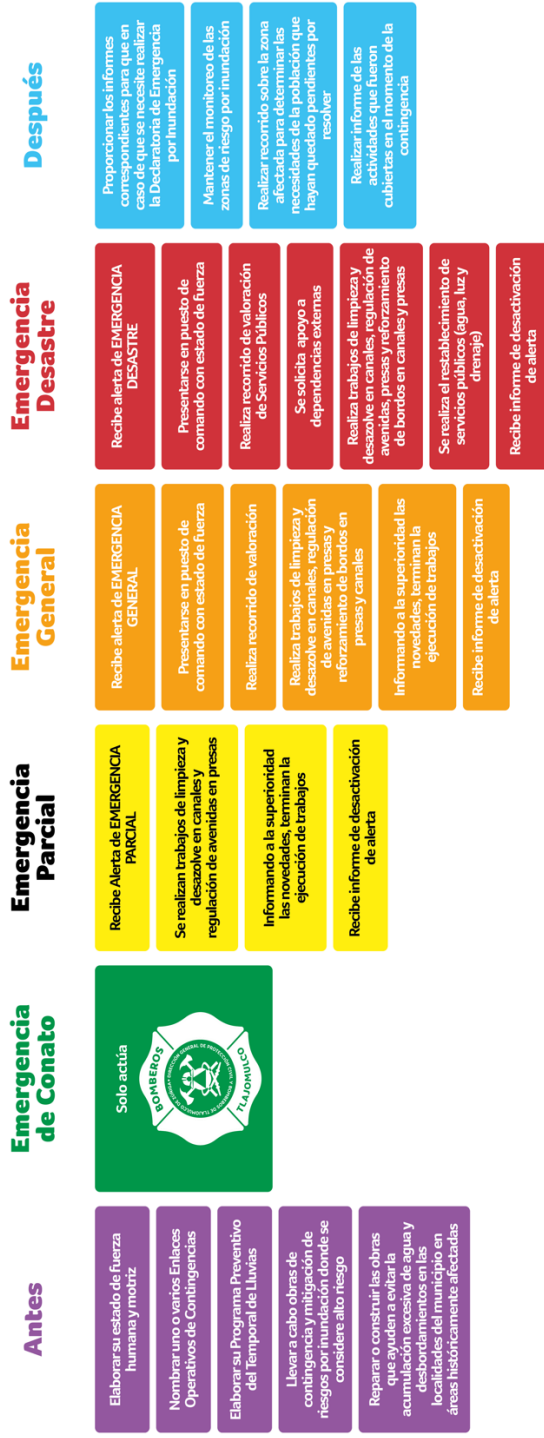 Antes
Elaborar su estado de fuerza
humana y motriz
Nombrar uno o varios Enlaces
Operativos de Contingencias
Elaborar su Programa Preventivo
del Temporal de Lluvias
Llevar a cabo obras de
contingencia y mitigación de
riesgos por inundación donde se
considere alto riesgo
Reparar o construir las obras
que ayuden a evitar la
acumulación excesiva de agua y
desbordamientos en las
localidades del municipio en
áreas históricamente afectadas
Emergencia
de Conato
Solo actúa
BOMBEROS
DIRECCIÓN GENERAL DE PROTECCIÓN CIVIL Y BOMBEROS DE TLAJOMULCO DE ZÚÑIGA
TLAJOMULCO
Emergencia
Parcial
Recibe Alerta de EMERGENCIA
PARCIAL
Se realizan trabajos de limpieza y
desazolve en canales y
regulación de avenidas en presas
Informando a la superioridad
las novedades, terminan la
ejecución de trabajos
Recibe informe de desactivación
de alerta
Emergencia
General
Recibe alerta de EMERGENCIA
GENERAL
Presentarse en puesto de
comando con estado de fuerza
Realiza recorrido de valoración
Realiza trabajos de limpieza y
desazolve en canales, regulación
de avenidas en presas y
reforzamiento de bordos en
presas y canales
Informando a la superioridad las
novedades, terminan la
ejecución de trabajos
Recibe informe de desactivación
de alerta
Emergencia
Desastre
Recibe alerta de EMERGENCIA
DESASTRE
Presentarse en puesto de
comando con estado de fuerza
Realiza recorrido de valoración
de Servicios Públicos
Se solicita apoyo a
dependencias externas
Realiza trabajos de limpieza y
desazolve en canales, regulación de
avenidas, presas y reforzamiento
de bordos en canales y presas
Se realiza el restablecimiento de
servicios públicos (agua, luz y
drenaje)
Recibe informe de desactivación
de alerta
Después
Proporcionar los informes
correspondientes para que en
caso de que se necesite realizar
la Declaratoria de Emergencia
por Inundación
Mantener el monitoreo de las
zonas de riesgo por inundación
Realizar recorrido sobre la zona
afectada para determinar las
necesidades de la población que
hayan quedado pendientes por
resolver
Realizar informe de las
actividades que fueron
cubiertas en el momento de la
contingencia